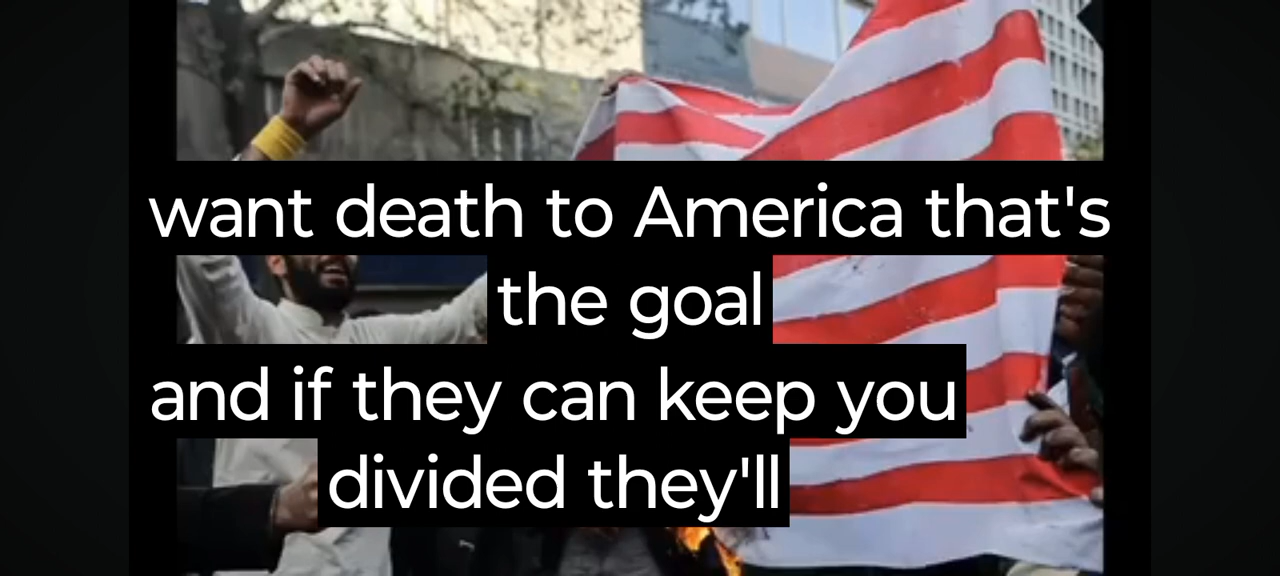 want death to America that's
the goal
and if they can keep you
divided they'll